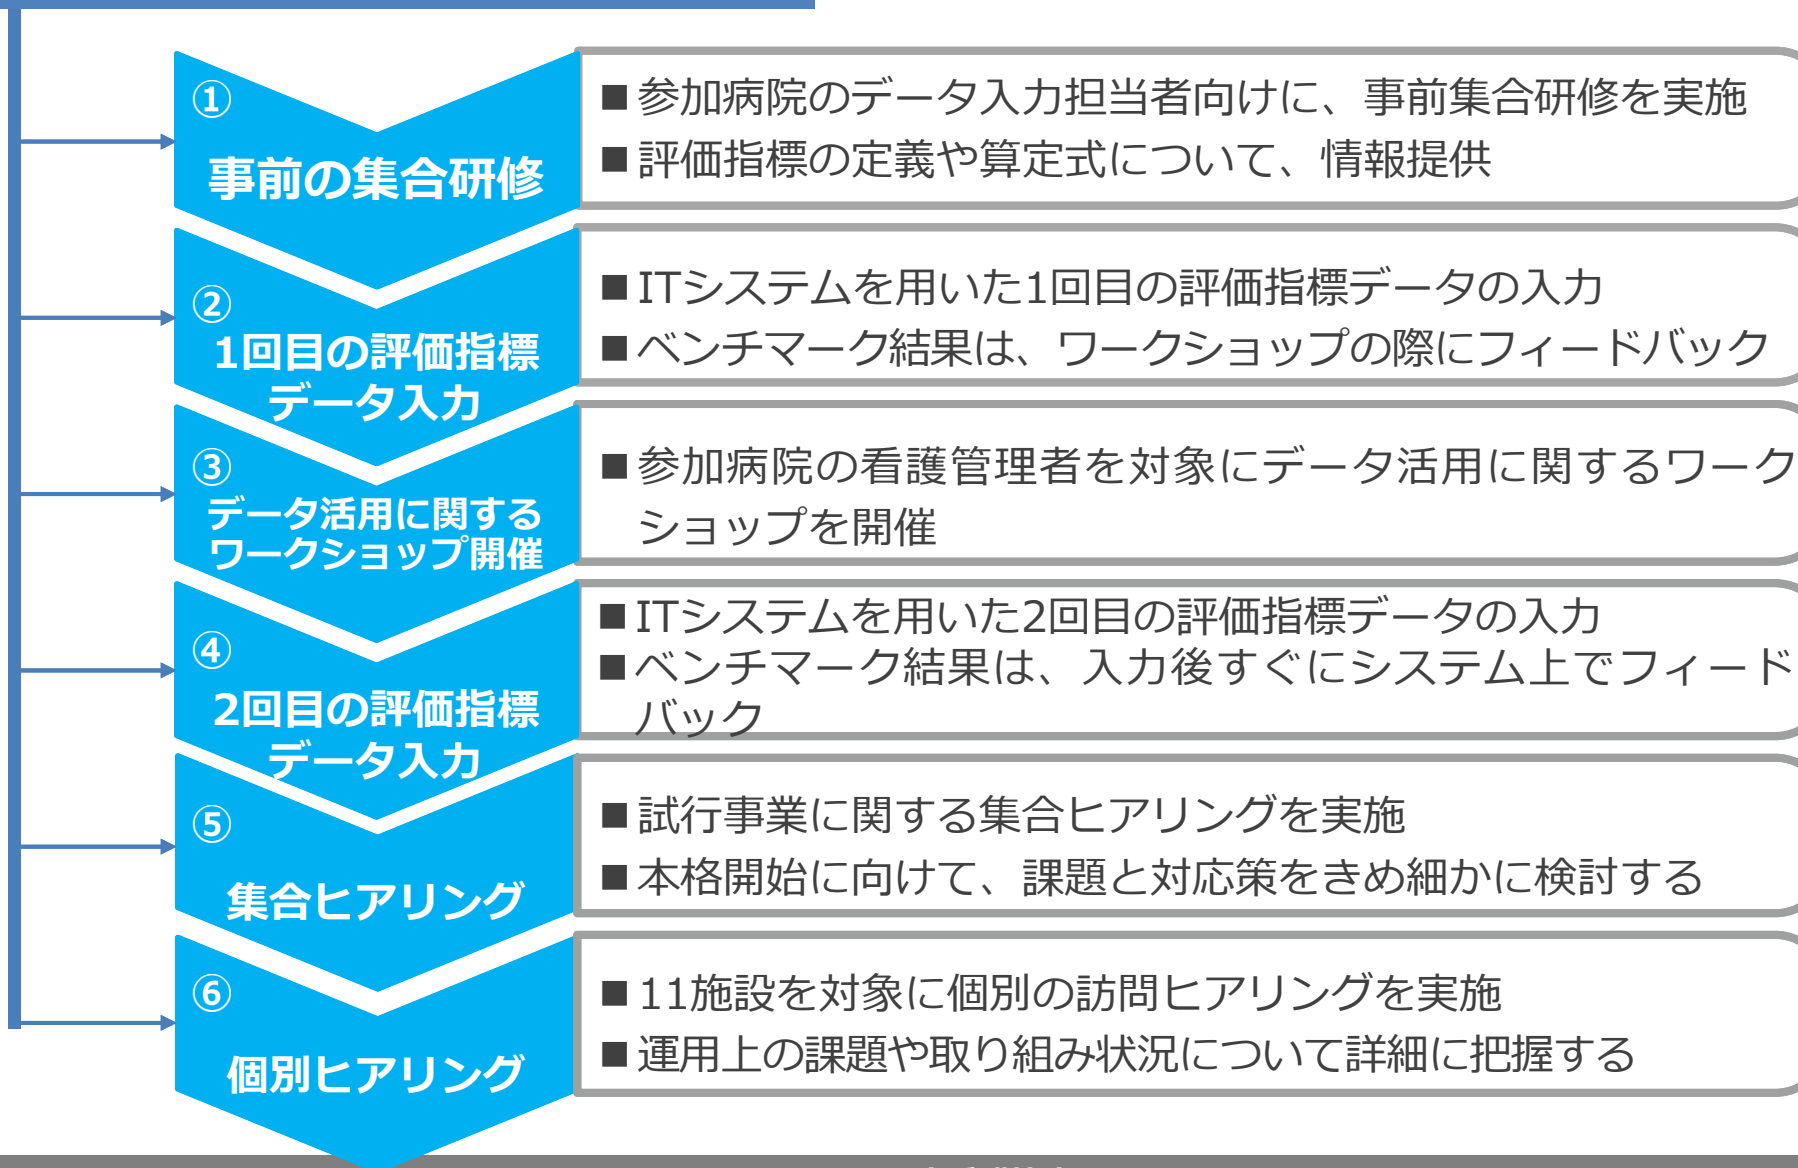 ①
事前の集合研修
■参加病院のデータ入力担当者向けに、事前集合研修を実施
■評価指標の定義や算定式について、情報提供
②
1回目の評価指標
データ入力
■ITシステムを用いた1回目の評価指標データの入力
■ベンチマーク結果は、ワークショップの際にフィードバック
③
データ活用に関する
ワークショップ開催
■参加病院の看護管理者を対象にデータ活用に関するワーク
ショップを開催
④
2回目の評価指標
データ入力
■ITシステムを用いた2回目の評価指標データの入力
■ベンチマーク結果は、入力後すぐにシステム上でフィード
バック
⑤
集合ヒアリング
■試行事業に関する集合ヒアリングを実施
■本格開始に向けて、課題と対応策をきめ細かに検討する
⑥
個別ヒアリング
■11施設を対象に個別の訪問ヒアリングを実施
■運用上の課題や取り組み状況について詳細に把握する